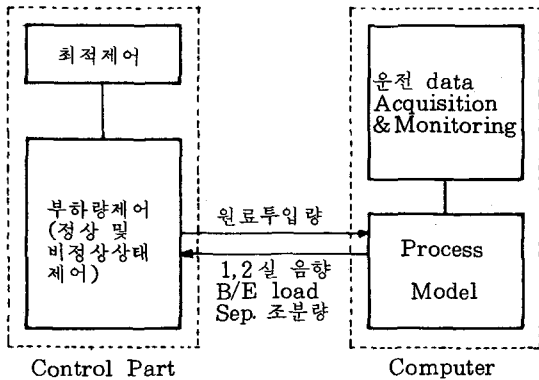 최적제어
부하량제어
(정상 및
비정상상태
제어)
Control Part
원료투입량
1,2실 음향
B/E load
Sep. 조분량
운전 data
Acquisition
&Monitoring
Process
Model
Computer